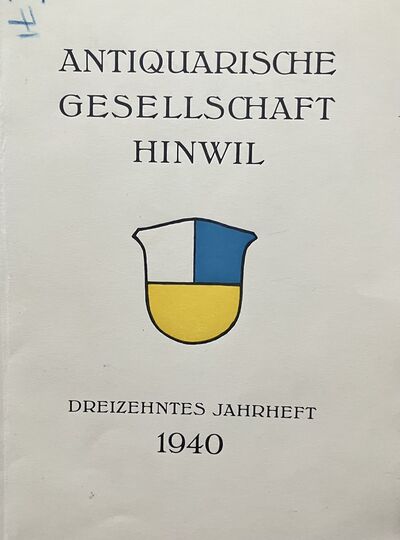 ANTIQUARISCHE
GESELLSCHAFT
HINWIL
DREIZEHNTES JAHRHEFT
1940